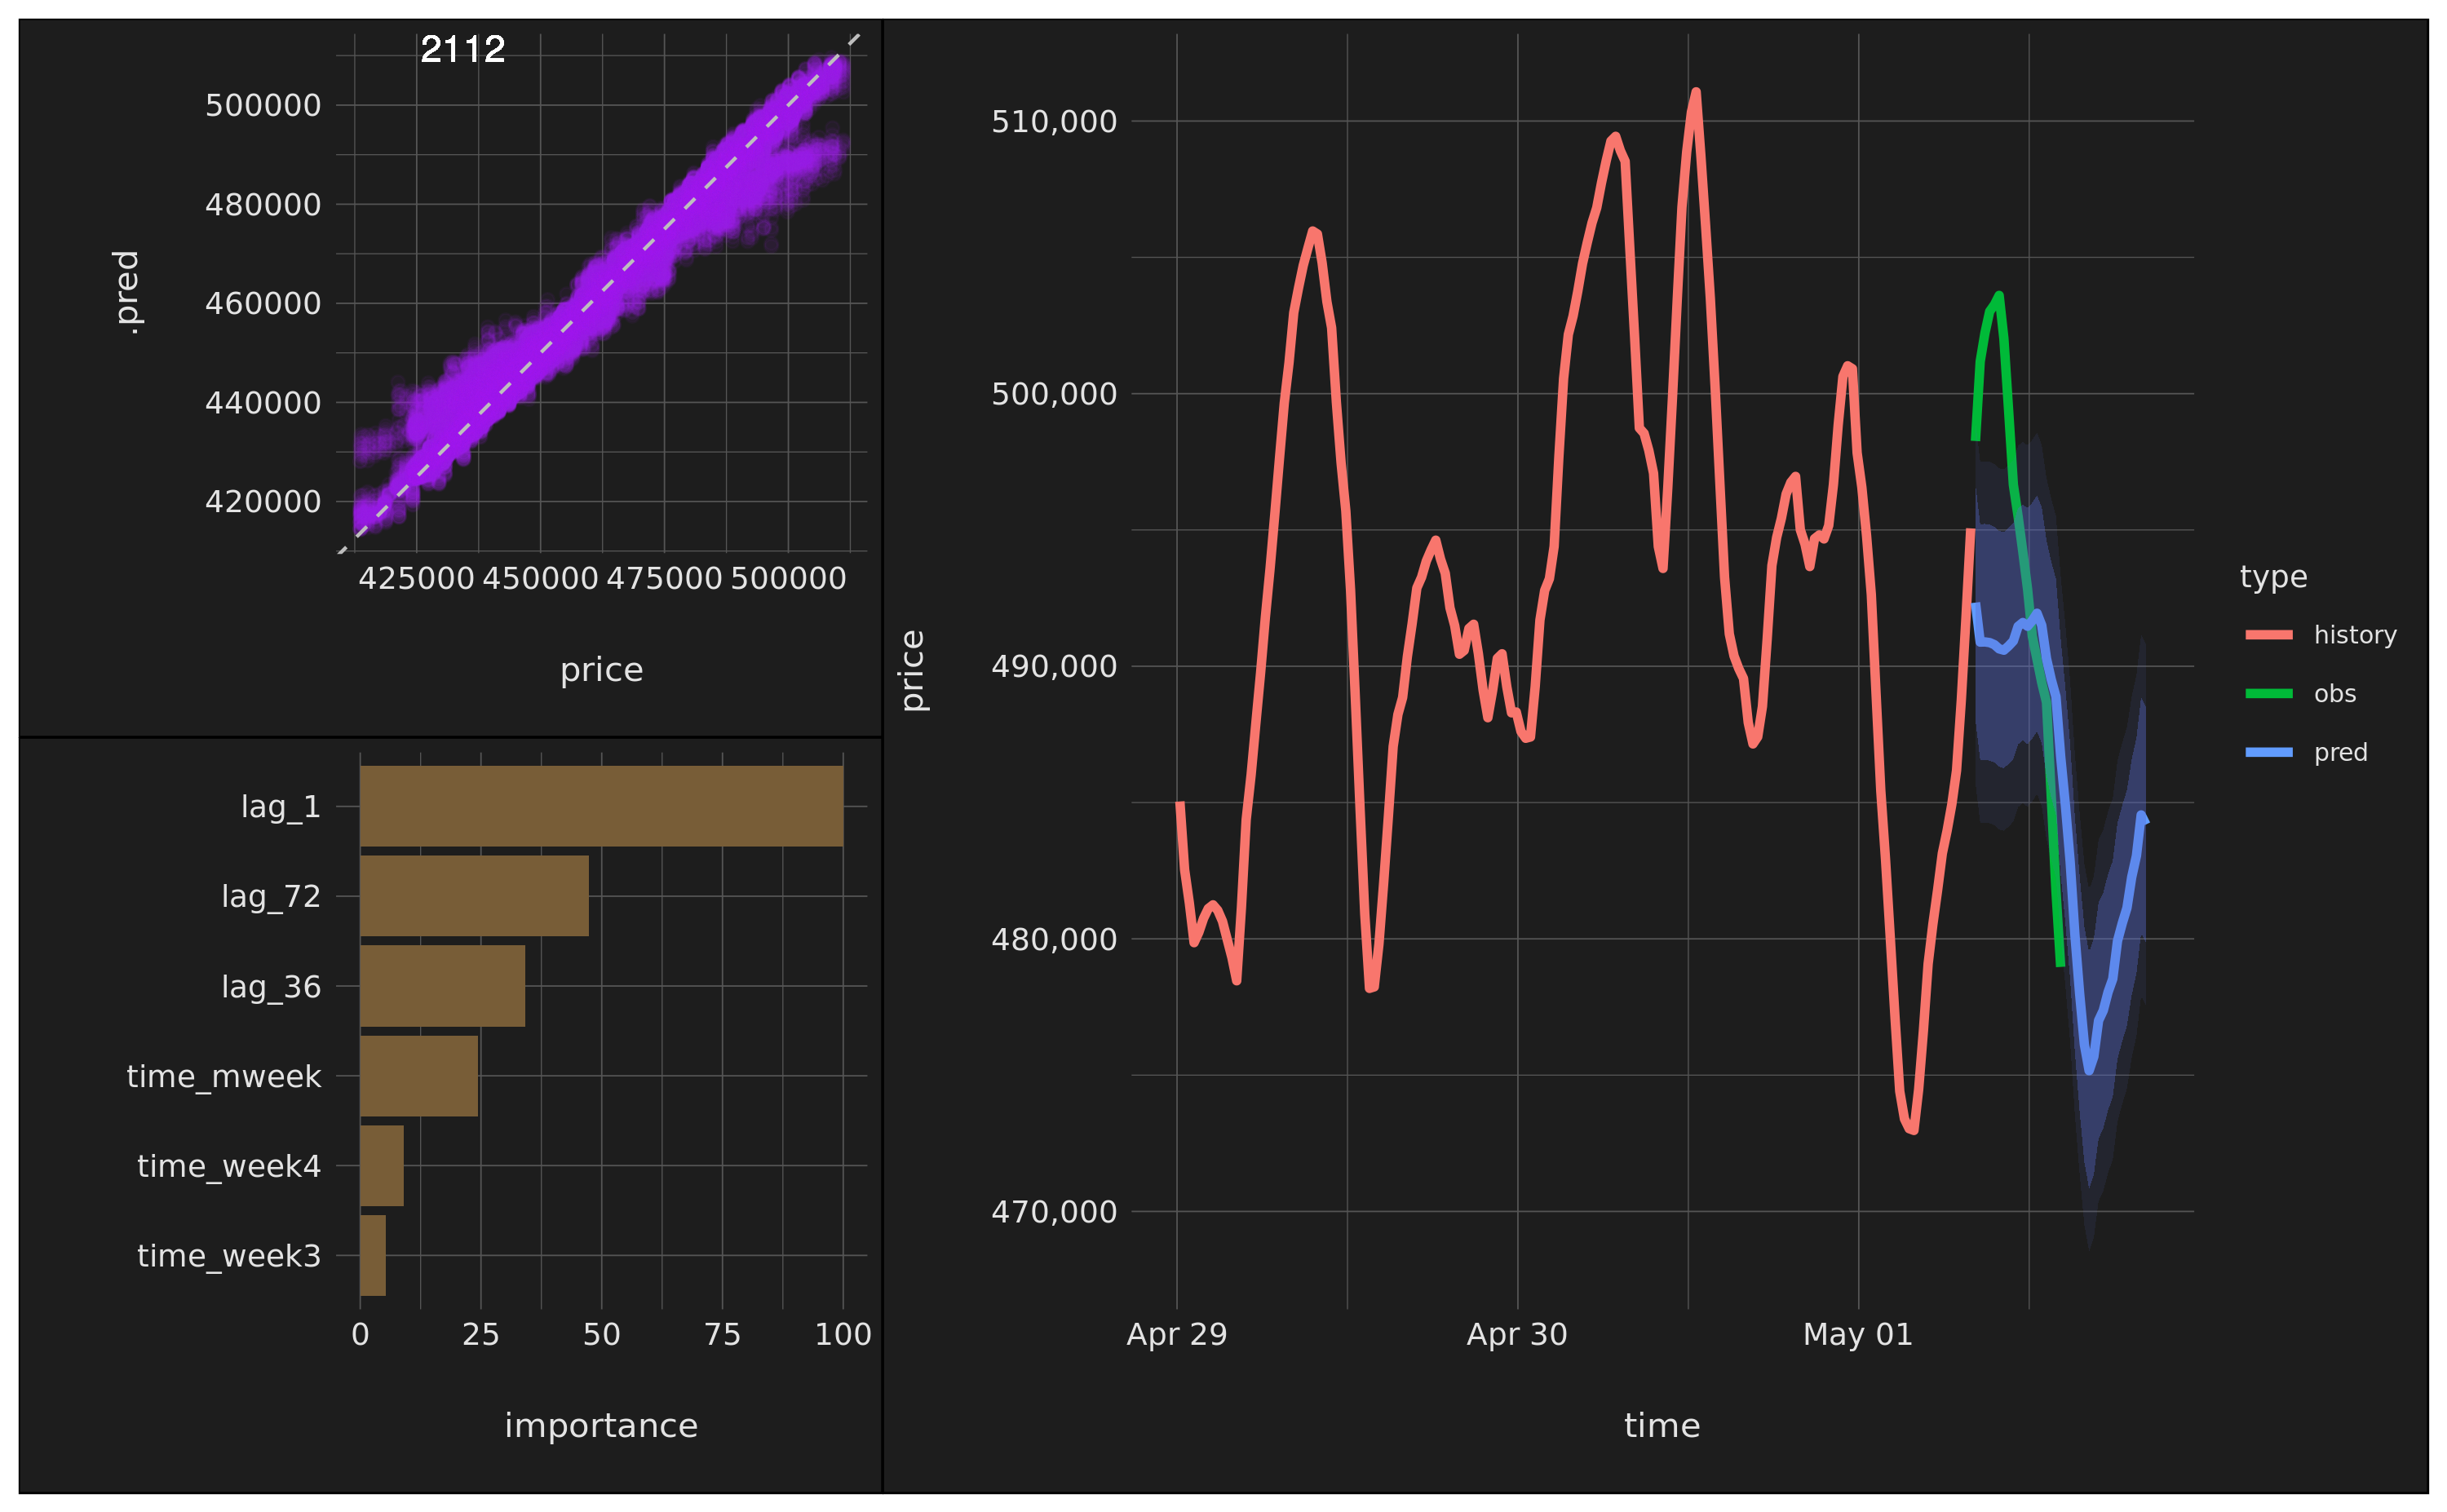 2112
500000
480000
460000
440000
420000
.pred
425000 450000 475000 500000
price
lag_1
lag_72
lag_36
time_mweek
time_week4
time_week3
0 25 50 75 100
importance
510,000
500,000
490,000
480,000
470,000
price
Apr 29 Apr 30 May 01
time
type
history
obs
pred